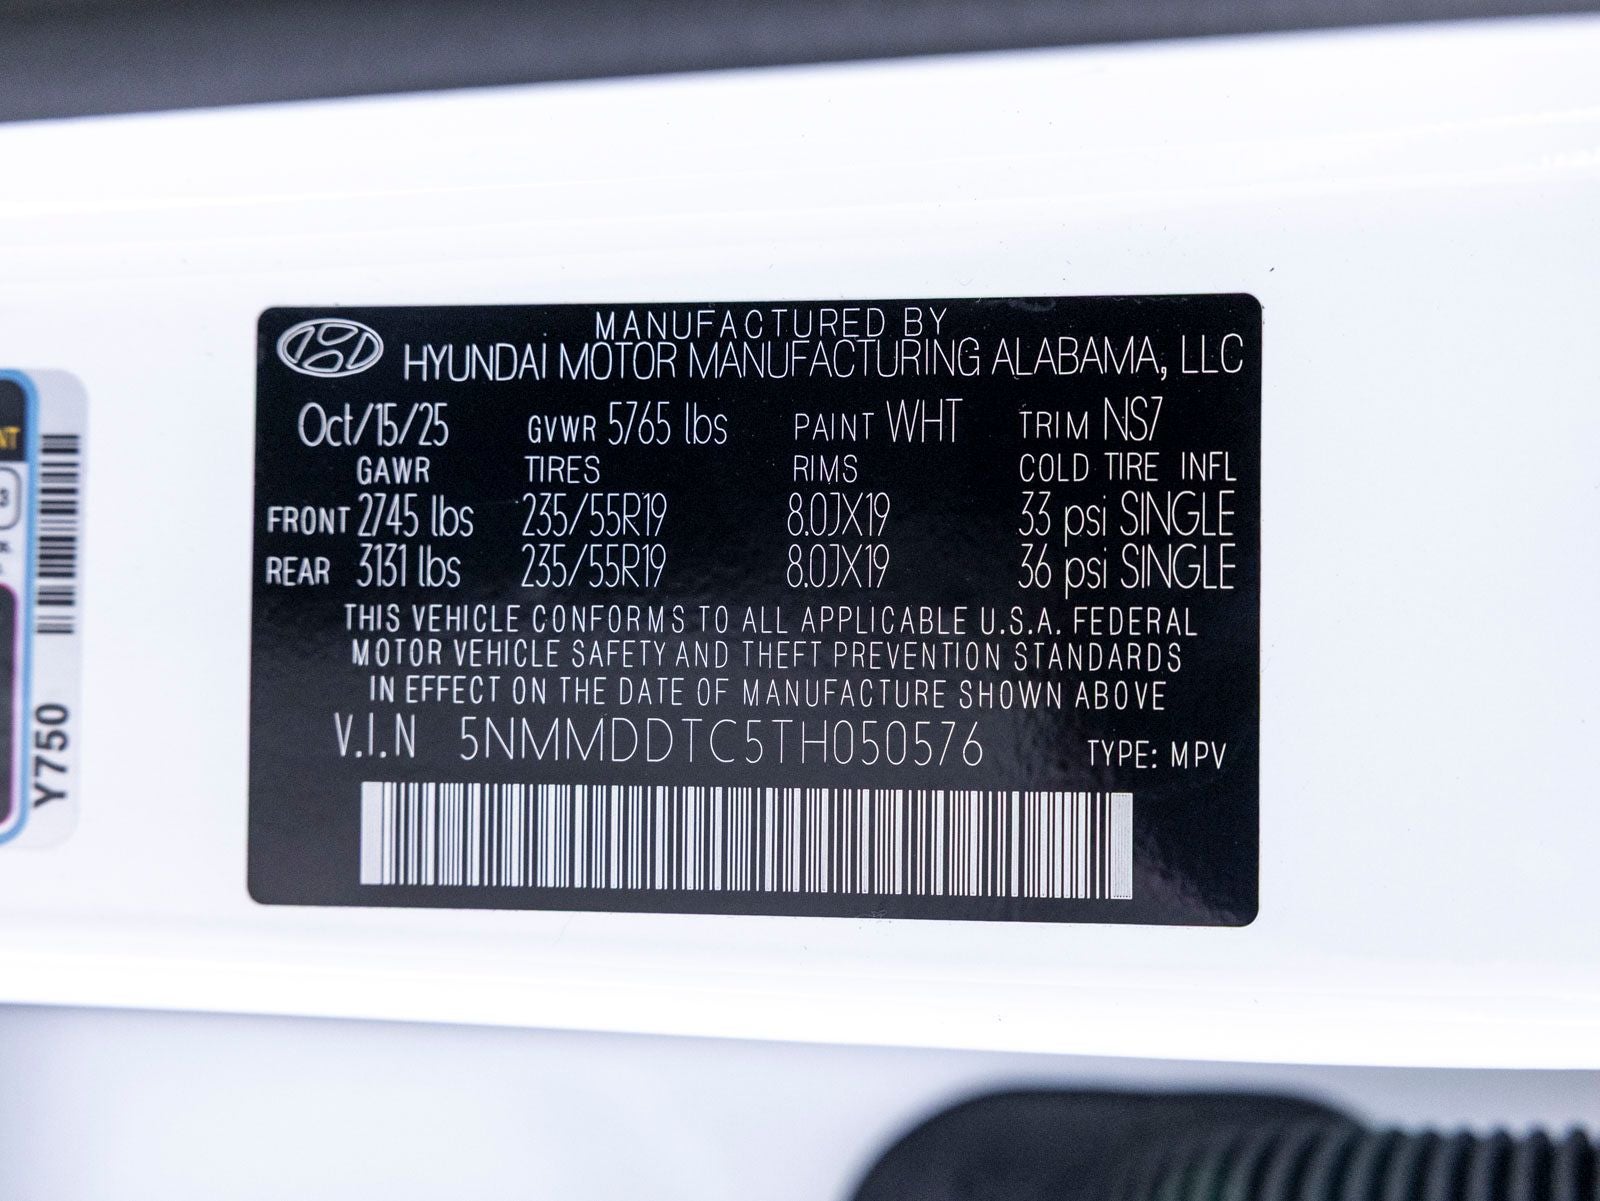 MANUFACTURED BY
HYUNDAI MOTOR MANUFACTURING ALABAMA, LLC
Oct/15/25 GVWR 5765 lbs PAINT WHT TRIM NS7
GAWR TIRES RIMS COLD TIRE INFL
FRONT 2745 lbs 235/55R19 8.0JX19 33 psi SINGLE
REAR 3131 lbs 235/55R19 8.0JX19 36 psi SINGLE
THIS VEHICLE CONFORMS TO ALL APPLICABLE U.S.A. FEDERAL
MOTOR VEHICLE SAFETY AND THEFT PREVENTION STANDARDS
IN EFFECT ON THE DATE OF MANUFACTURE SHOWN ABOVE
V.I.N 5NMMDDTC5TH050576 TYPE: MPV
Y750